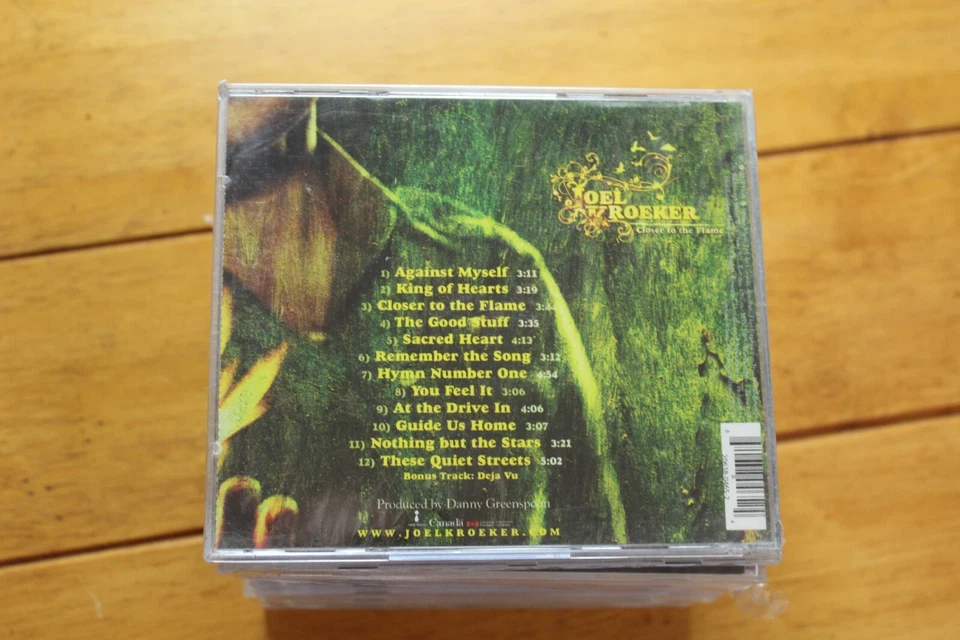 JOEL
KROEKER
Closer to the Flame
1) Against Myself 3:11
2) King of Hearts 3:19
3) Closer to the Flame
4) The Good Stuff 3:35
5) Sacred Heart 4:13
6) Remember the Song 3:12
7) Hymn Number One 4:54
8) You Feel It 3:06
9) At the Drive In 4:06
10) Guide Us Home 3:07
11) Nothing but the Stars 3:21
12) These Quiet Streets 5:02
Bonus Track: Deja Vu
Produced by Danny Greenspoon
Canada
WWW.JOELKROEKER.COM